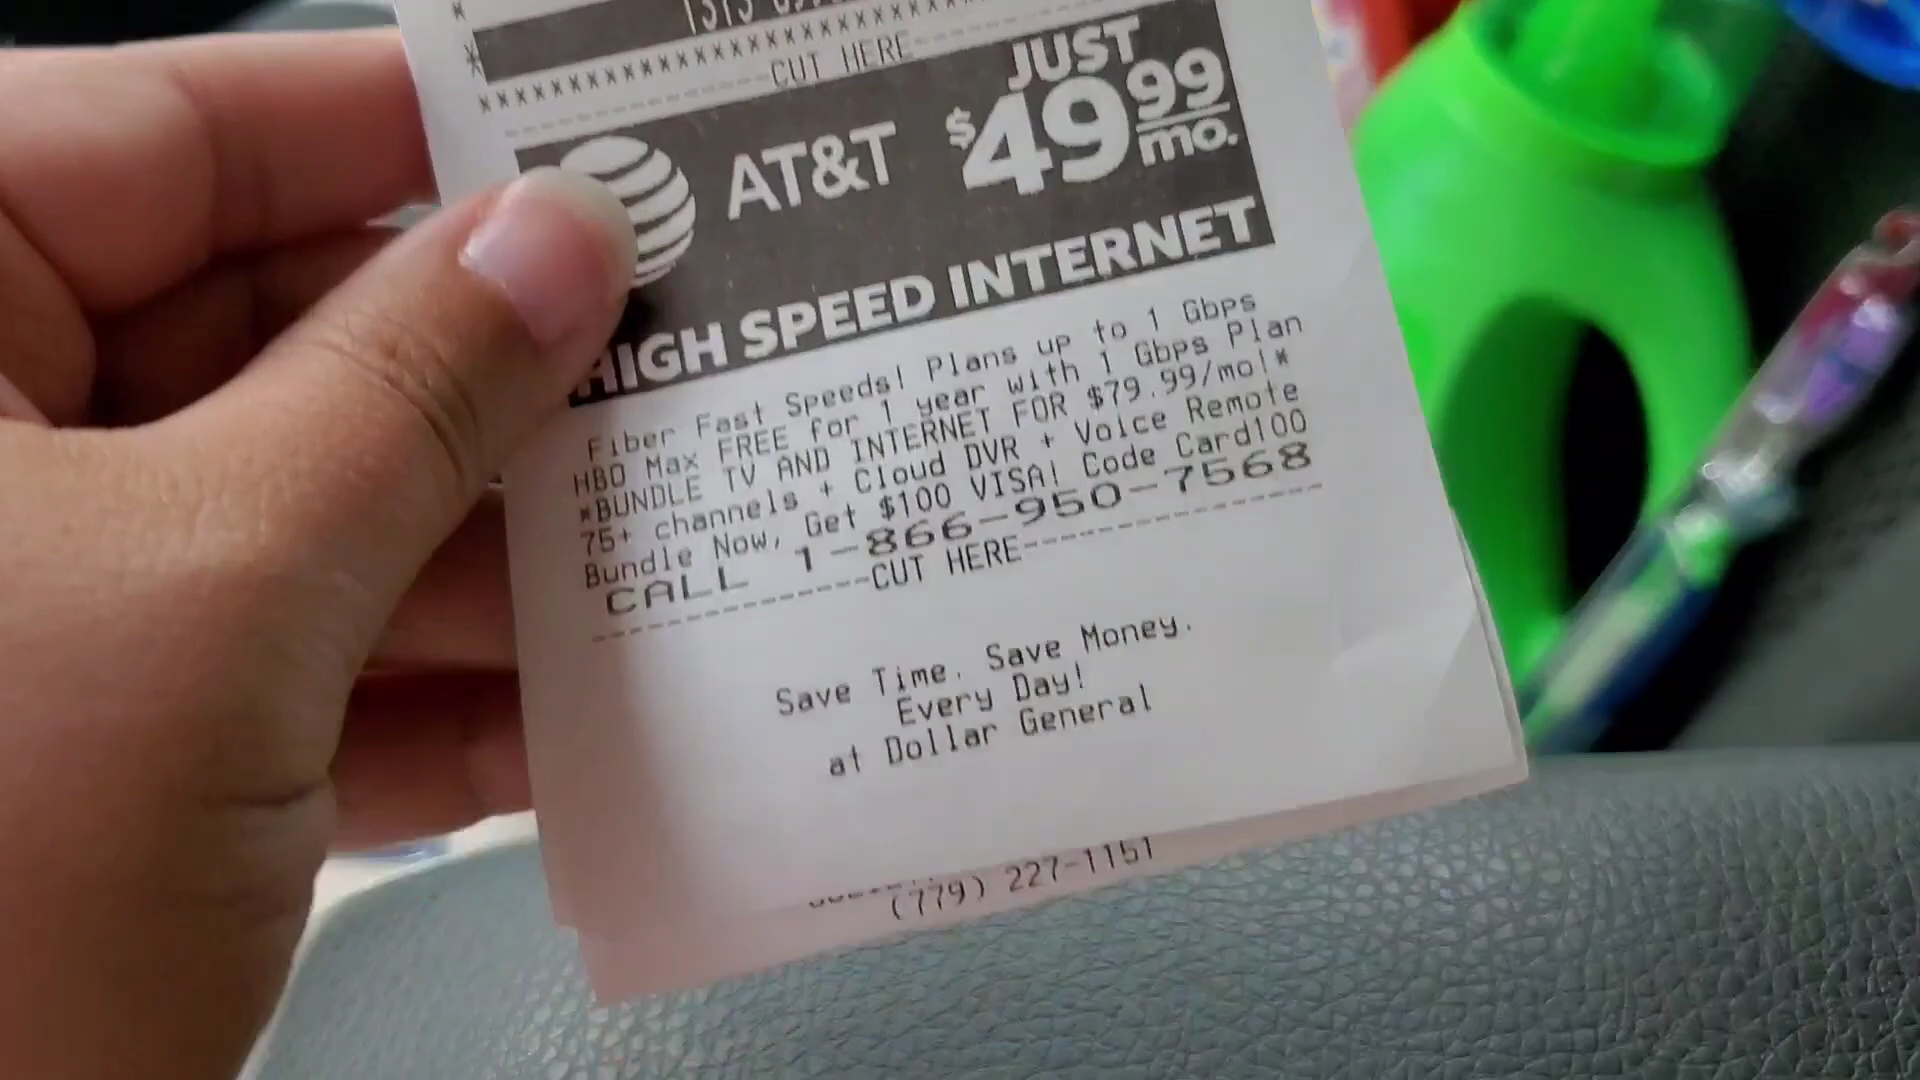 CUT HERE
AT&T
JUST
$49 99
mo.
HIGH SPEED INTERNET
Fiber Fast Speeds! Plans up to 1 Gbps
HBO Max FREE for 1 year with 1 Gbps Plan
*BUNDLE TV AND INTERNET FOR $79.99/mo!*
75+ channels + Cloud DVR + Voice Remote
Bundle Now, Get $100 VISA! Code Card100
CALL 1-866-950-7568
CUT HERE
Save Time. Save Money.
Every Day!
at Dollar General
(779) 227-1151